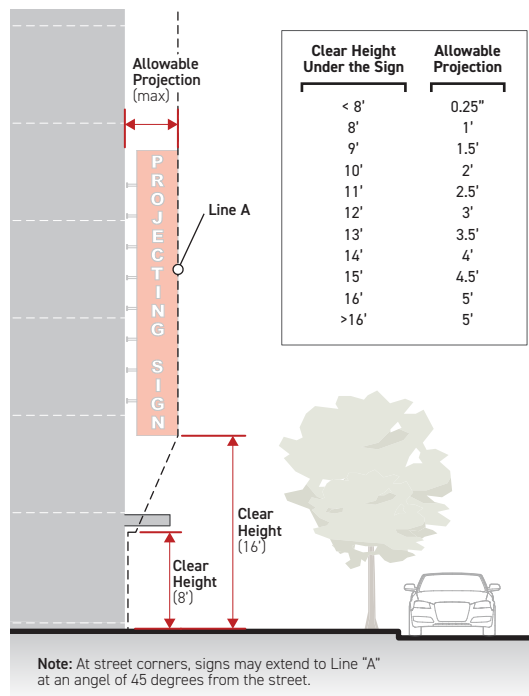 Allowable
Projection
(max)
PROJECTING SIGN
Line A
Clear Height
Under the Sign
Allowable
Projection
< 8' 0.25"
8' 1'
9' 1.5'
10' 2'
11' 2.5'
12' 3'
13' 3.5'
14' 4'
15' 4.5'
16' 5'
>16' 5'
Clear
Height
(16')
Clear
Height
(8')
Note: At street corners, signs may extend to Line "A"
at an angel of 45 degrees from the street.